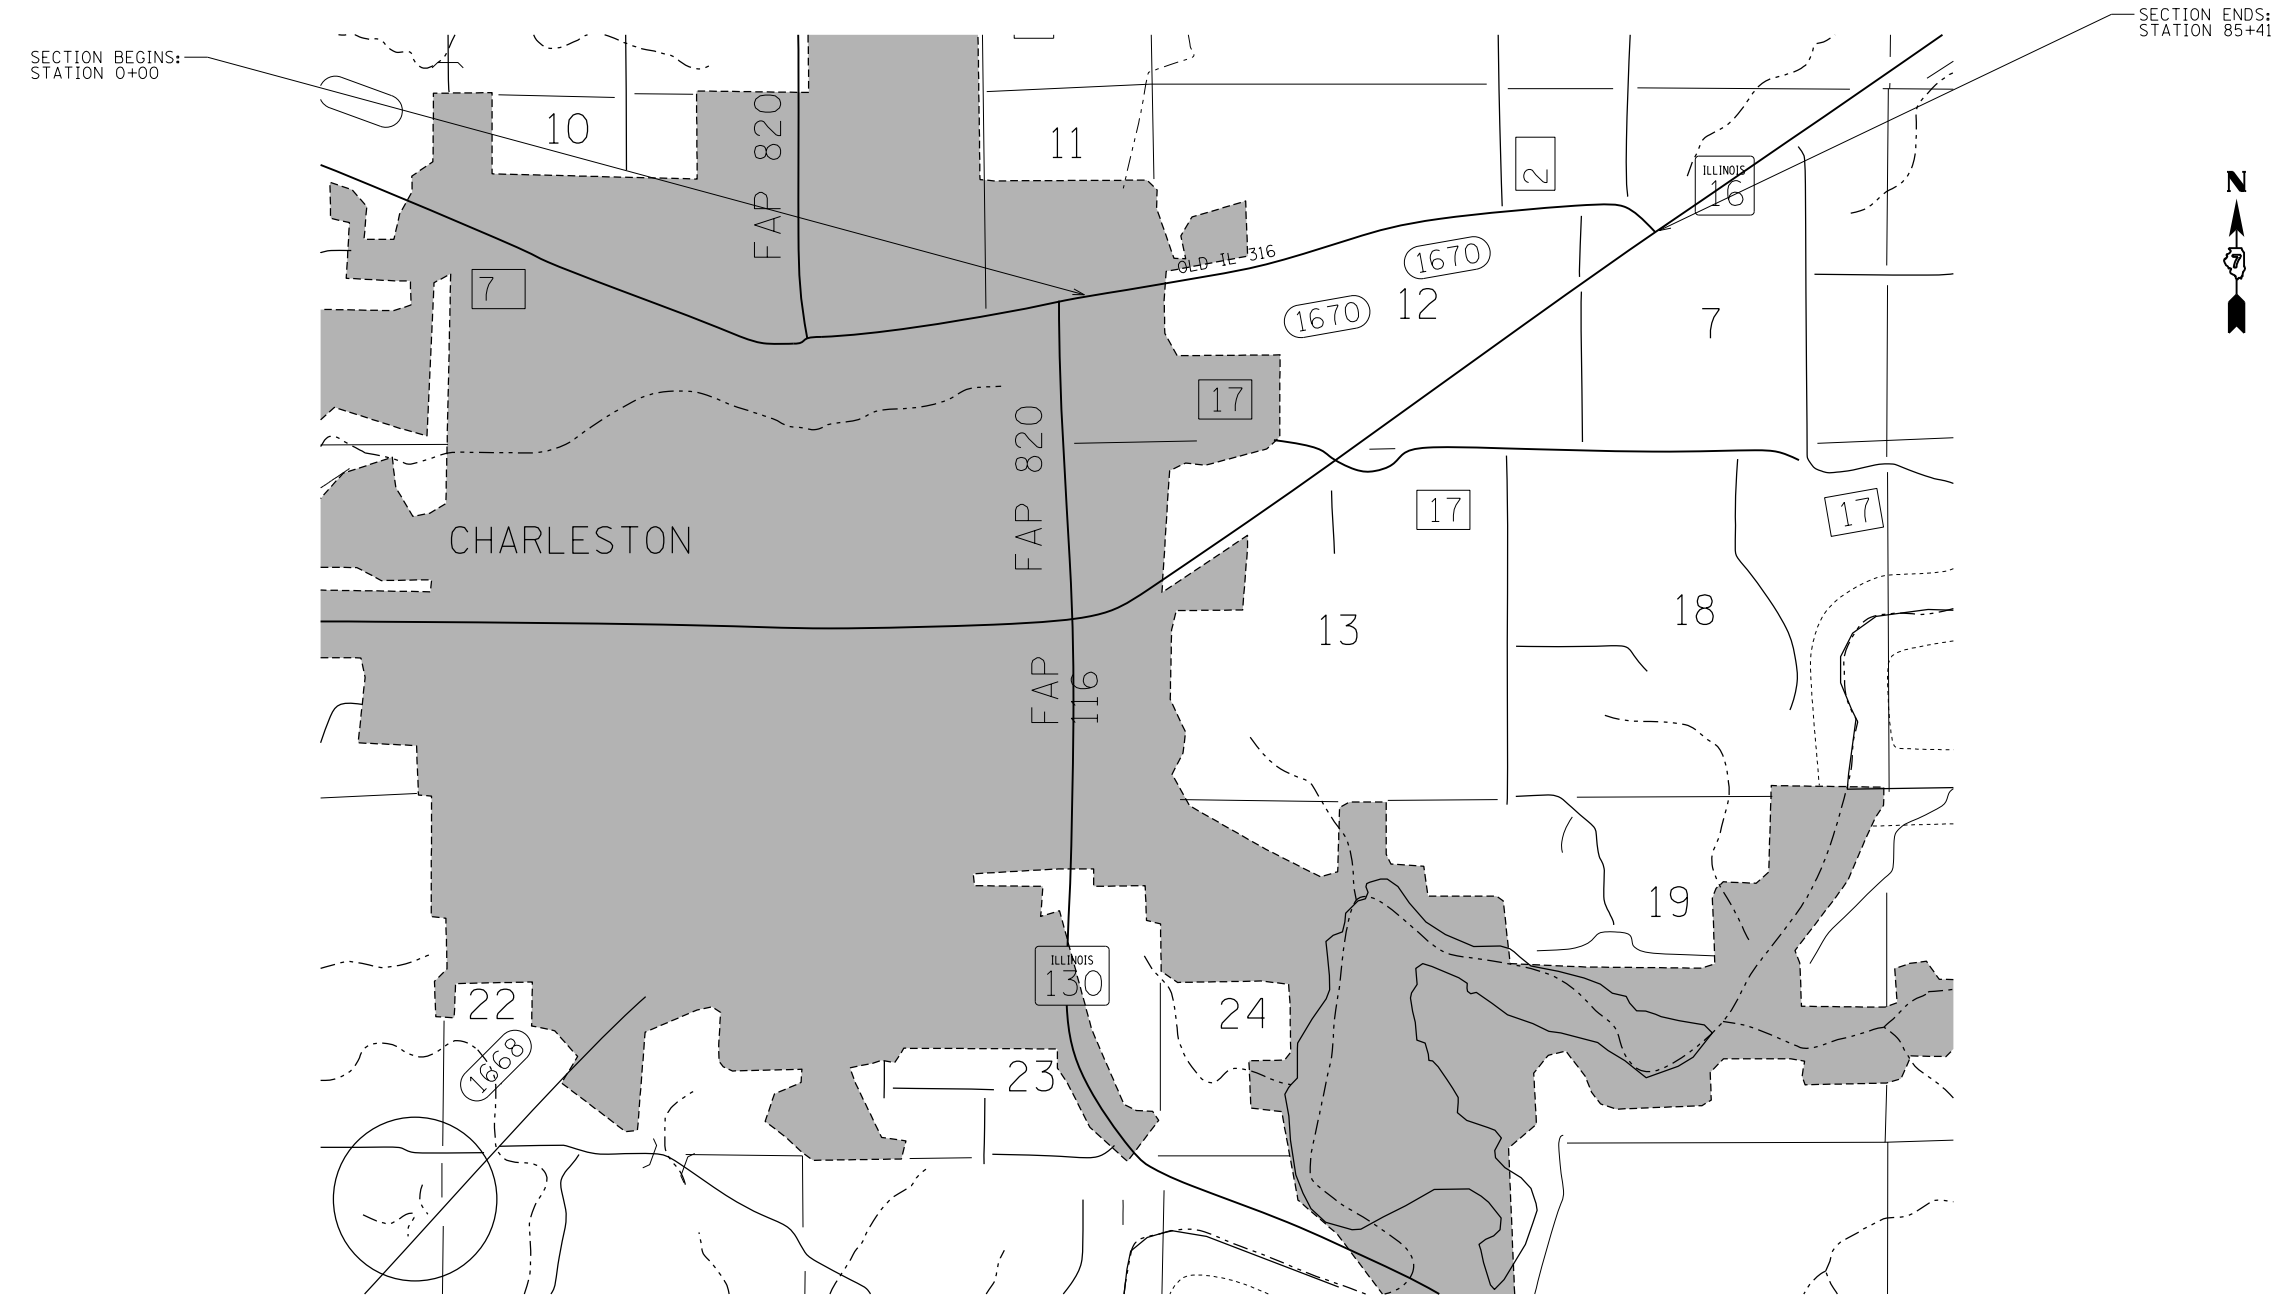 SECTION ENDS:
STATION 85+41
SECTION BEGINS:
STATION 0+00
10
FAP 820
11
2
ILLINOIS
16
N
7
7
OLD IL 316
1670
1670
12
7
17
FAP 820
17
17
CHARLESTON
13
18
FAP
116
19
ILLINOIS
130
22
24
1668
23